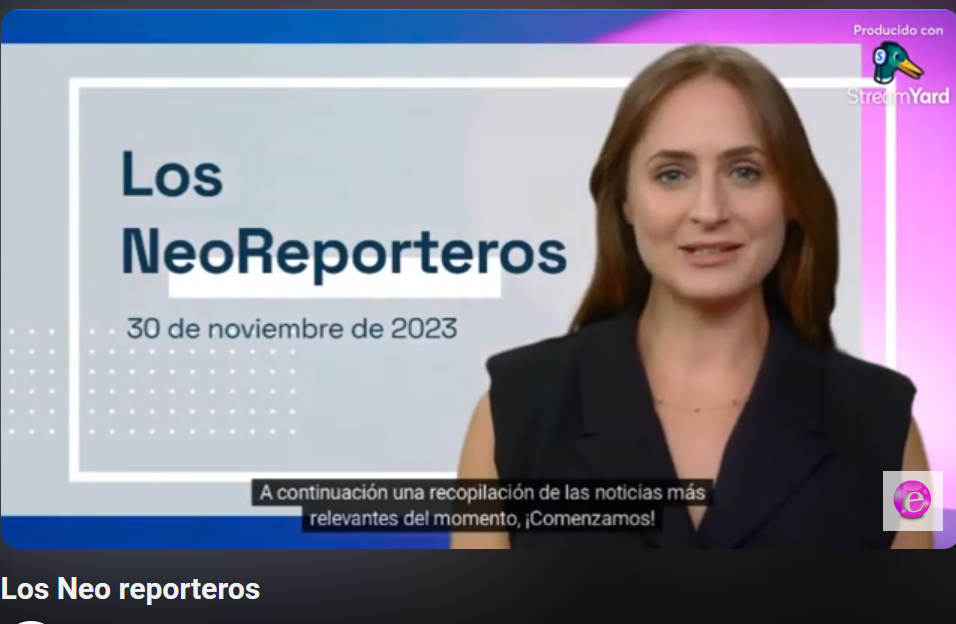 Producido con
StreamYard
Los
NeoReporteros
30 de noviembre de 2023
e
A continuación una recopilación de las noticias más
relevantes del momento, ¡Comenzamos!
Los Neo reporteros